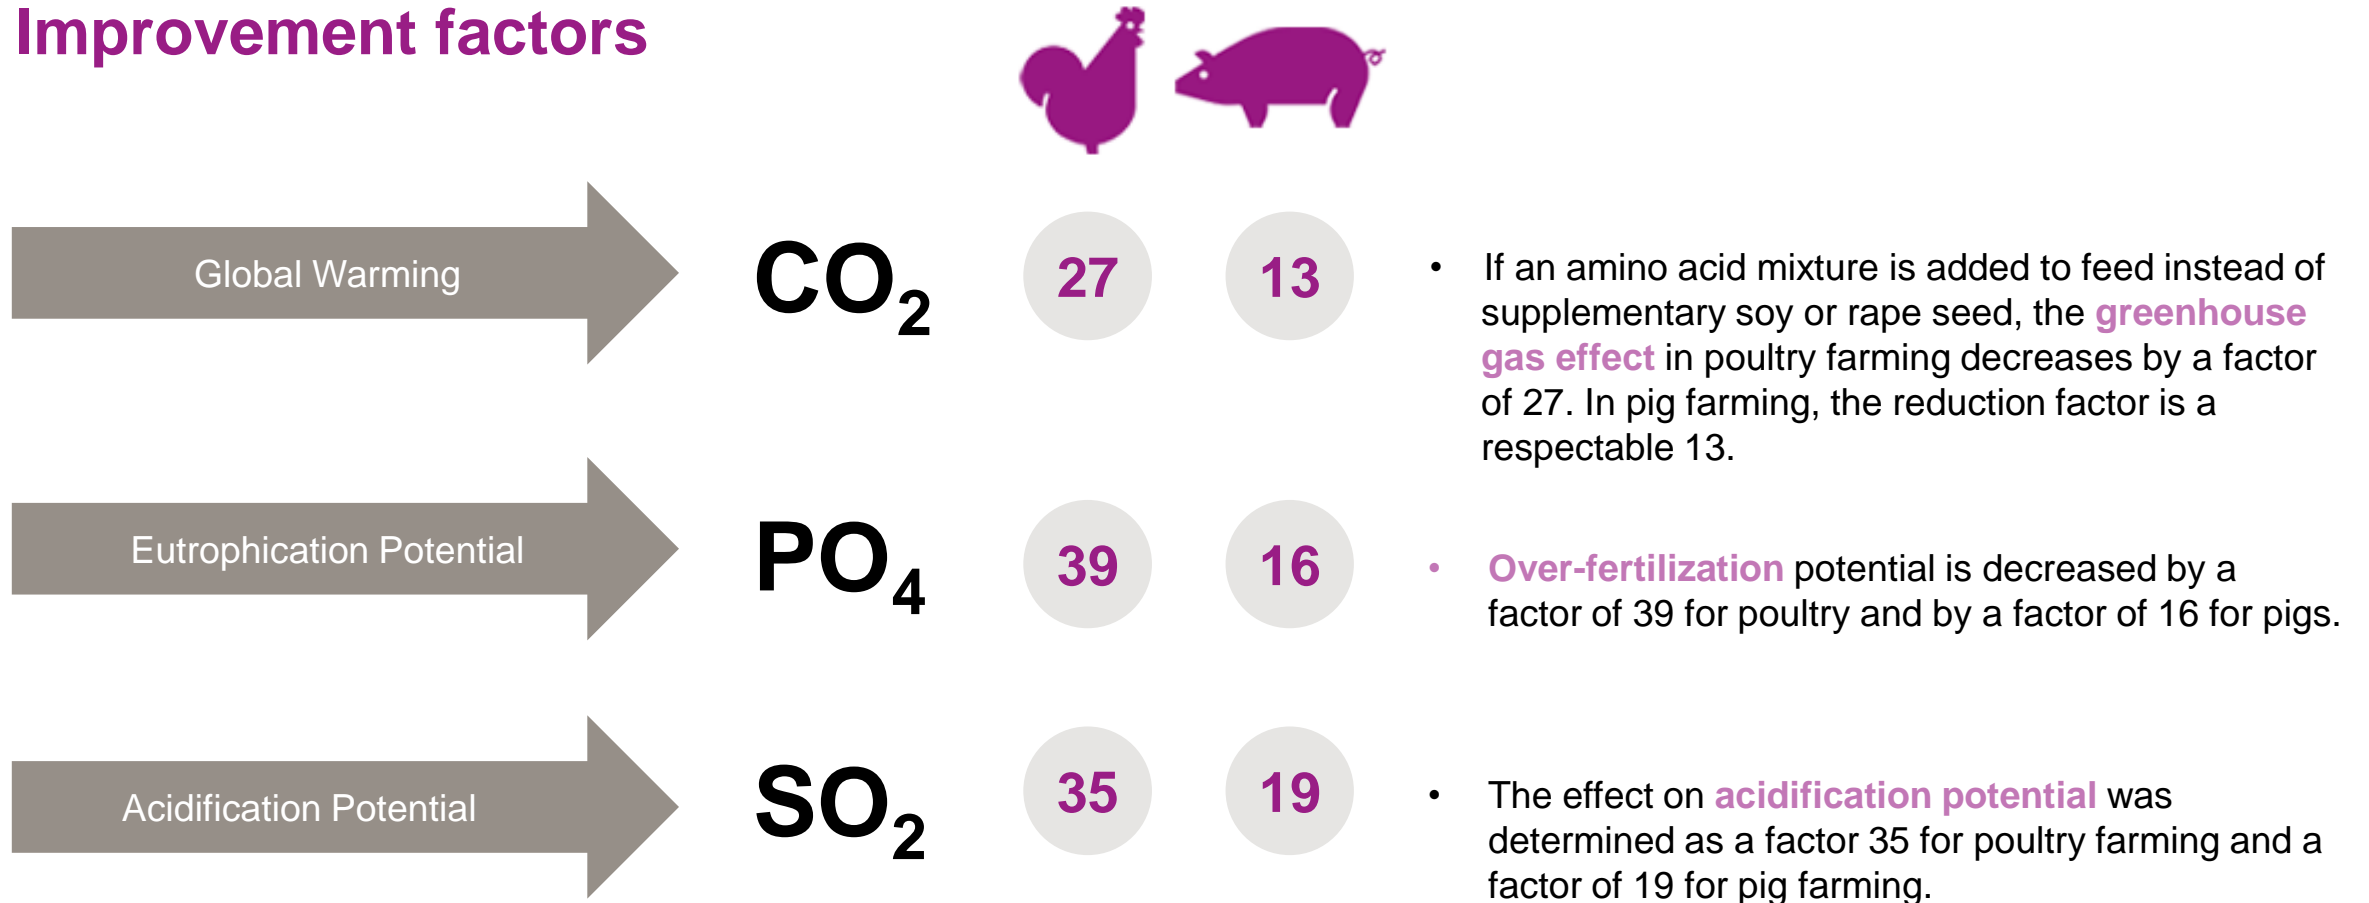 Improvement factors
Global Warming
CO₂
27
13
• If an amino acid mixture is added to feed instead of
supplementary soy or rape seed, the greenhouse
gas effect in poultry farming decreases by a factor
of 27. In pig farming, the reduction factor is a
respectable 13.
Eutrophication Potential
PO₄
39
16
• Over-fertilization potential is decreased by a
factor of 39 for poultry and by a factor of 16 for pigs.
Acidification Potential
SO₂
35
19
• The effect on acidification potential was
determined as a factor 35 for poultry farming and a
factor of 19 for pig farming.